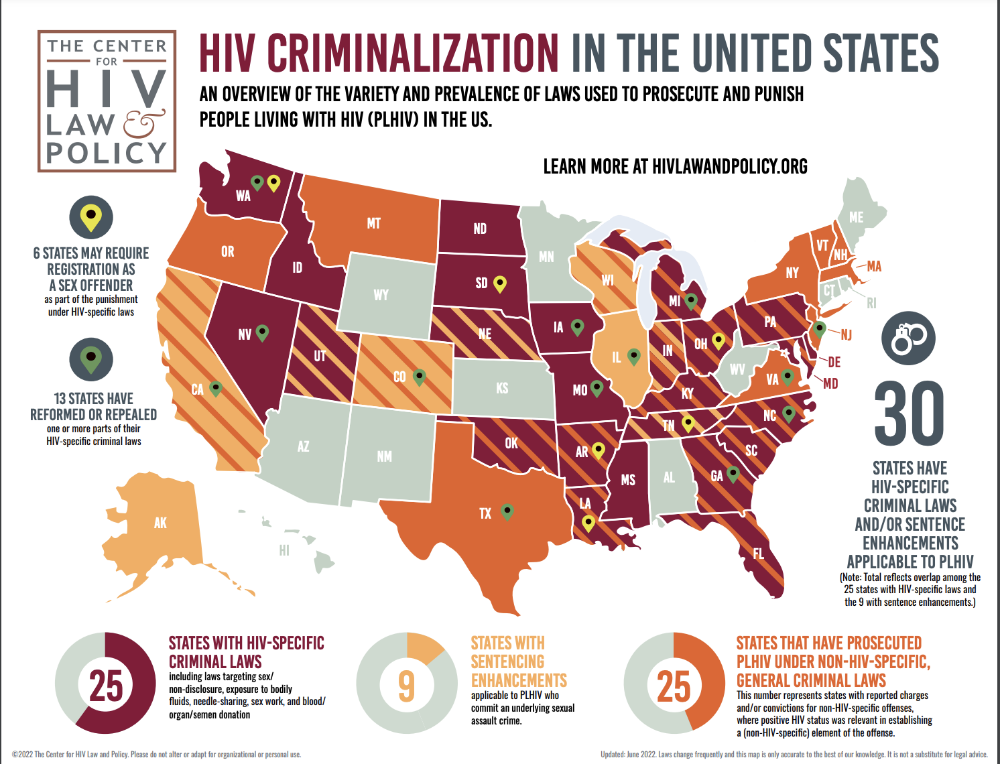 THE CENTER
FOR
HIV
LAW &
POLICY
HIV CRIMINALIZATION IN THE UNITED STATES
AN OVERVIEW OF THE VARIETY AND PREVALENCE OF LAWS USED TO PROSECUTE AND PUNISH
PEOPLE LIVING WITH HIV (PLHIV) IN THE US.
LEARN MORE AT HIVLAWANDPOLICY.ORG
6 STATES MAY REQUIRE
REGISTRATION AS
A SEX OFFENDER
as part of the punishment
under HIV-specific laws
13 STATES HAVE
REFORMED OR REPEALED
one or more parts of their
HIV-specific criminal laws
WA
MT
ND
MN
ME
OR
ID
SD
WI
VT
NH
NY
MA
WY
MI
CT
RI
NV
UT
NE
IA
PA
NJ
CA
CO
KS
IL
IN
OH
WV
VA
DE
MD
MO
KY
AZ
NM
OK
AR
TN
NC
SC
MS
AL
GA
TX
LA
FL
AK
HI
30
STATES HAVE
HIV-SPECIFIC
CRIMINAL LAWS
AND/OR SENTENCE
ENHANCEMENTS
APPLICABLE TO PLHIV
(Note: Total reflects overlap among the
25 states with HIV-specific laws and
the 9 with sentence enhancements.)
25
STATES WITH HIV-SPECIFIC
CRIMINAL LAWS
including laws targeting sex/
non-disclosure, exposure to bodily
fluids, needle-sharing, sex work, and blood/
organ/semen donation
9
STATES WITH
SENTENCING
ENHANCEMENTS
applicable to PLHIV who
commit an underlying sexual
assault crime.
25
STATES THAT HAVE PROSECUTED
PLHIV UNDER NON-HIV-SPECIFIC,
GENERAL CRIMINAL LAWS
This number represents states with reported charges
and/or convictions for non-HIV-specific offenses,
where positive HIV status was relevant in establishing
a (non-HIV-specific) element of the offense.
©2022 The Center for HIV Law and Policy. Please do not alter or adapt for organizational or personal use.
Updated: June 2022. Laws change frequently and this map is only accurate to the best of our knowledge. It is not a substitute for legal advice.